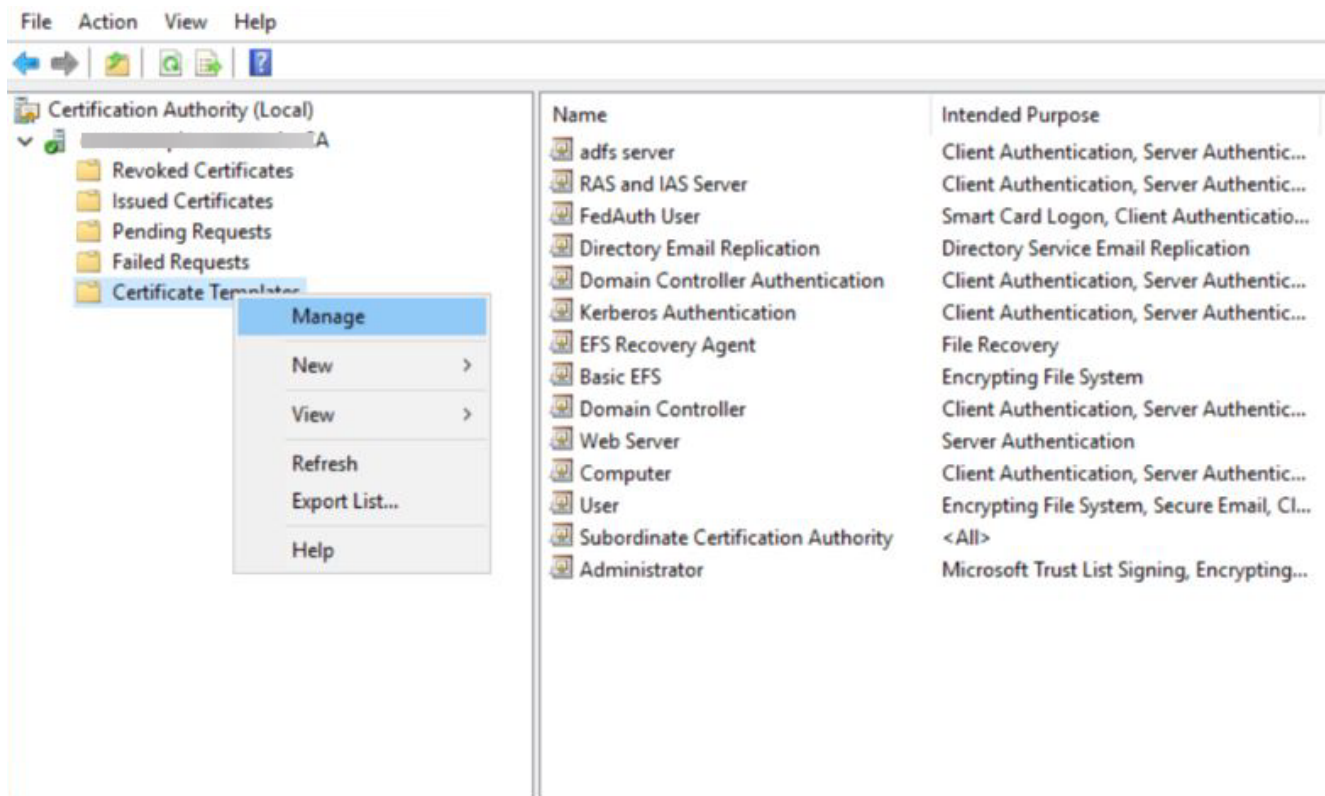 File Action View Help
Certification Authority (Local)
A
Revoked Certificates
Issued Certificates
Pending Requests
Failed Requests
Certificate Templates
Manage
New
View
Refresh
Export List...
Help
Name Intended Purpose
adfs server Client Authentication, Server Authentic...
RAS and IAS Server Client Authentication, Server Authentic...
FedAuth User Smart Card Logon, Client Authenticatio...
Directory Email Replication Directory Service Email Replication
Domain Controller Authentication Client Authentication, Server Authentic...
Kerberos Authentication Client Authentication, Server Authentic...
EFS Recovery Agent File Recovery
Basic EFS Encrypting File System
Domain Controller Client Authentication, Server Authentic...
Web Server Server Authentication
Computer Client Authentication, Server Authentic...
User Encrypting File System, Secure Email, Cl...
Subordinate Certification Authority <All>
Administrator Microsoft Trust List Signing, Encrypting...